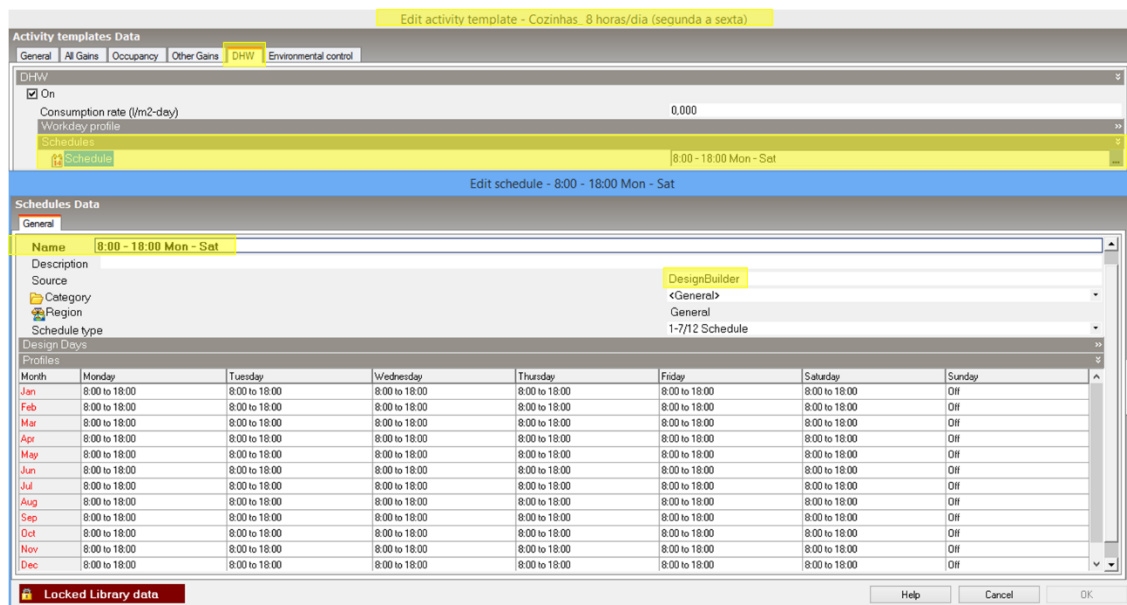 Edit activity template - Cozinhas_8 horas/dia (segunda a sexta)
Activity templates Data
General All Gains Occupancy Other Gains DHW Environmental control
DHW
On
Consumption rate (l/m2-day) 0,000
Workday profile
Schedules
Schedule 8:00 - 18:00 Mon - Sat ...
Edit schedule - 8:00 - 18:00 Mon - Sat
Schedules Data
General
Name 8:00 - 18:00 Mon - Sat
Description
Source DesignBuilder
Category <General>
Region General
Schedule type 1-7/12 Schedule
Design Days
Profiles
Month Monday Tuesday Wednesday Thursday Friday Saturday Sunday
Jan 8:00 to 18:00 8:00 to 18:00 8:00 to 18:00 8:00 to 18:00 8:00 to 18:00 8:00 to 18:00 Off
Feb 8:00 to 18:00 8:00 to 18:00 8:00 to 18:00 8:00 to 18:00 8:00 to 18:00 8:00 to 18:00 Off
Mar 8:00 to 18:00 8:00 to 18:00 8:00 to 18:00 8:00 to 18:00 8:00 to 18:00 8:00 to 18:00 Off
Apr 8:00 to 18:00 8:00 to 18:00 8:00 to 18:00 8:00 to 18:00 8:00 to 18:00 8:00 to 18:00 Off
May 8:00 to 18:00 8:00 to 18:00 8:00 to 18:00 8:00 to 18:00 8:00 to 18:00 8:00 to 18:00 Off
Jun 8:00 to 18:00 8:00 to 18:00 8:00 to 18:00 8:00 to 18:00 8:00 to 18:00 8:00 to 18:00 Off
Jul 8:00 to 18:00 8:00 to 18:00 8:00 to 18:00 8:00 to 18:00 8:00 to 18:00 8:00 to 18:00 Off
Aug 8:00 to 18:00 8:00 to 18:00 8:00 to 18:00 8:00 to 18:00 8:00 to 18:00 8:00 to 18:00 Off
Sep 8:00 to 18:00 8:00 to 18:00 8:00 to 18:00 8:00 to 18:00 8:00 to 18:00 8:00 to 18:00 Off
Oct 8:00 to 18:00 8:00 to 18:00 8:00 to 18:00 8:00 to 18:00 8:00 to 18:00 8:00 to 18:00 Off
Nov 8:00 to 18:00 8:00 to 18:00 8:00 to 18:00 8:00 to 18:00 8:00 to 18:00 8:00 to 18:00 Off
Dec 8:00 to 18:00 8:00 to 18:00 8:00 to 18:00 8:00 to 18:00 8:00 to 18:00 8:00 to 18:00 Off
Locked Library data Help Cancel OK